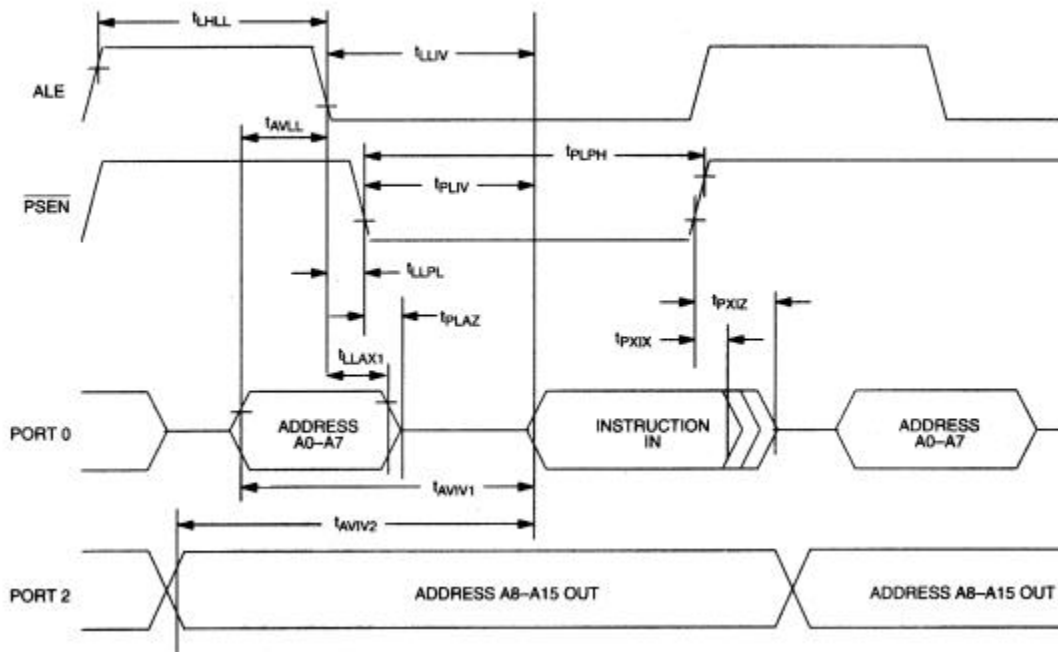 tLHLL
tLLIV
ALE
tAVLL
tPLPH
PSEN
tPLIV
tLLPL
tPXIZ
tPLAZ
tPXIX
tLLAX1
PORT 0
ADDRESS
A0–A7
INSTRUCTION
IN
ADDRESS
A0–A7
tAVIV1
tAVIV2
PORT 2
ADDRESS A8–A15 OUT
ADDRESS A8–A15 OUT